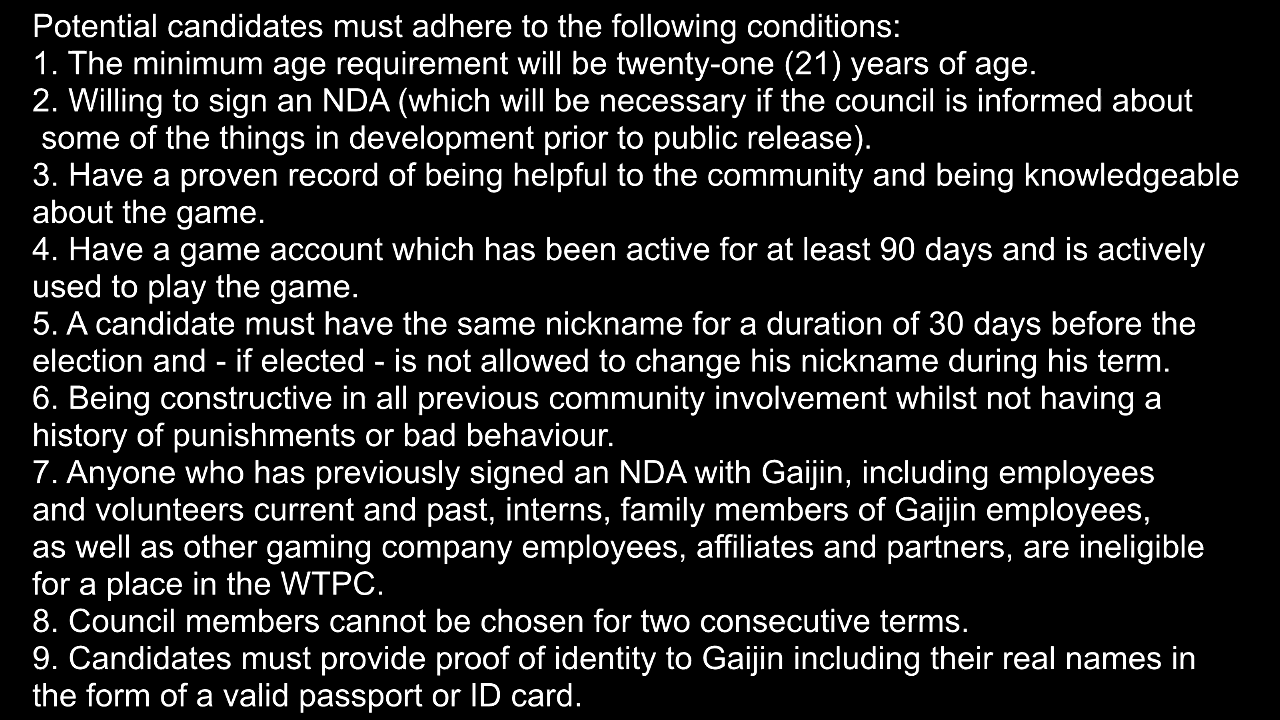 Potential candidates must adhere to the following conditions:
1. The minimum age requirement will be twenty-one (21) years of age.
2. Willing to sign an NDA (which will be necessary if the council is informed about
some of the things in development prior to public release).
3. Have a proven record of being helpful to the community and being knowledgeable
about the game.
4. Have a game account which has been active for at least 90 days and is actively
used to play the game.
5. A candidate must have the same nickname for a duration of 30 days before the
election and - if elected - is not allowed to change his nickname during his term.
6. Being constructive in all previous community involvement whilst not having a
history of punishments or bad behaviour.
7. Anyone who has previously signed an NDA with Gaijin, including employees
and volunteers current and past, interns, family members of Gaijin employees,
as well as other gaming company employees, affiliates and partners, are ineligible
for a place in the WTPC.
8. Council members cannot be chosen for two consecutive terms.
9. Candidates must provide proof of identity to Gaijin including their real names in
the form of a valid passport or ID card.